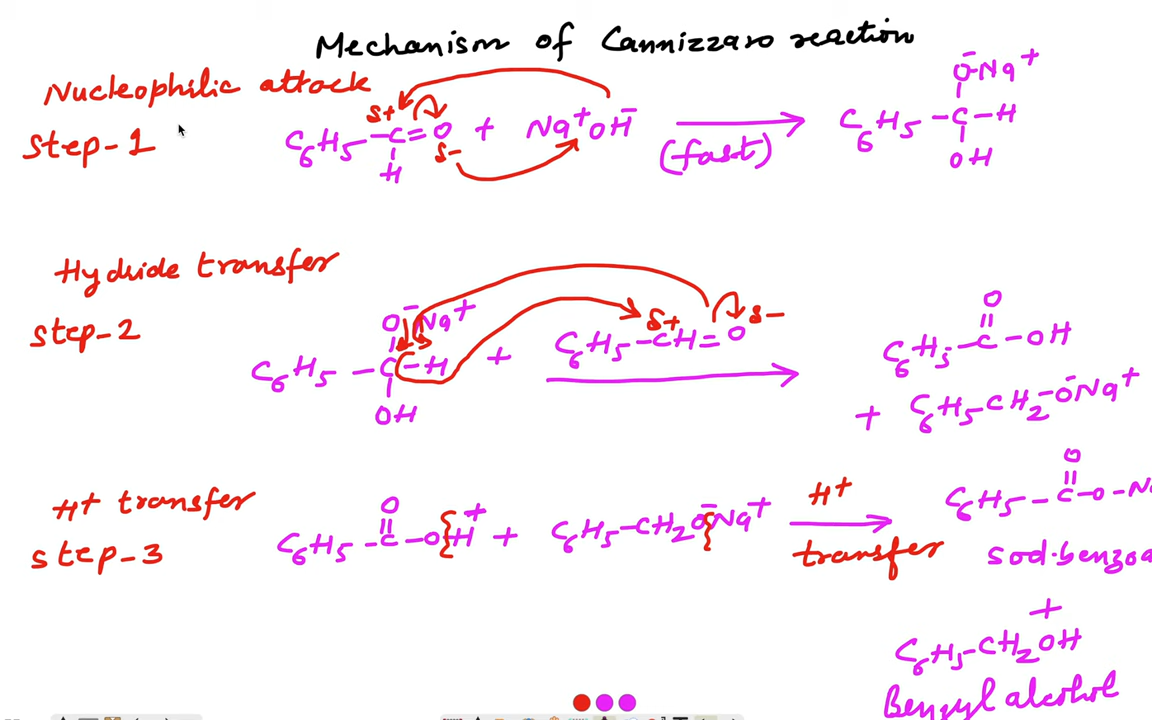 Mechanism of Cannizzaro reaction
Nucleophilic attack
Step-1
C6H5-C=O + Na+OH- (fast) C6H5-C-H
δ+
δ-
H
O-Na+
OH
Hydride transfer
step-2
O-Na+
C6H5-C-H + C6H5-CH=O
δ+ δ-
OH
O
C6H5-C-OH
+ C6H5-CH2-O-Na+
H+ transfer
step-3
O
C6H5-C-O{H+ + C6H5-CH2O-{Na+
H+
transfer
O
C6H5-C-O-N
sod.benzoa
+
C6H5-CH2OH
Benzyl alcohol